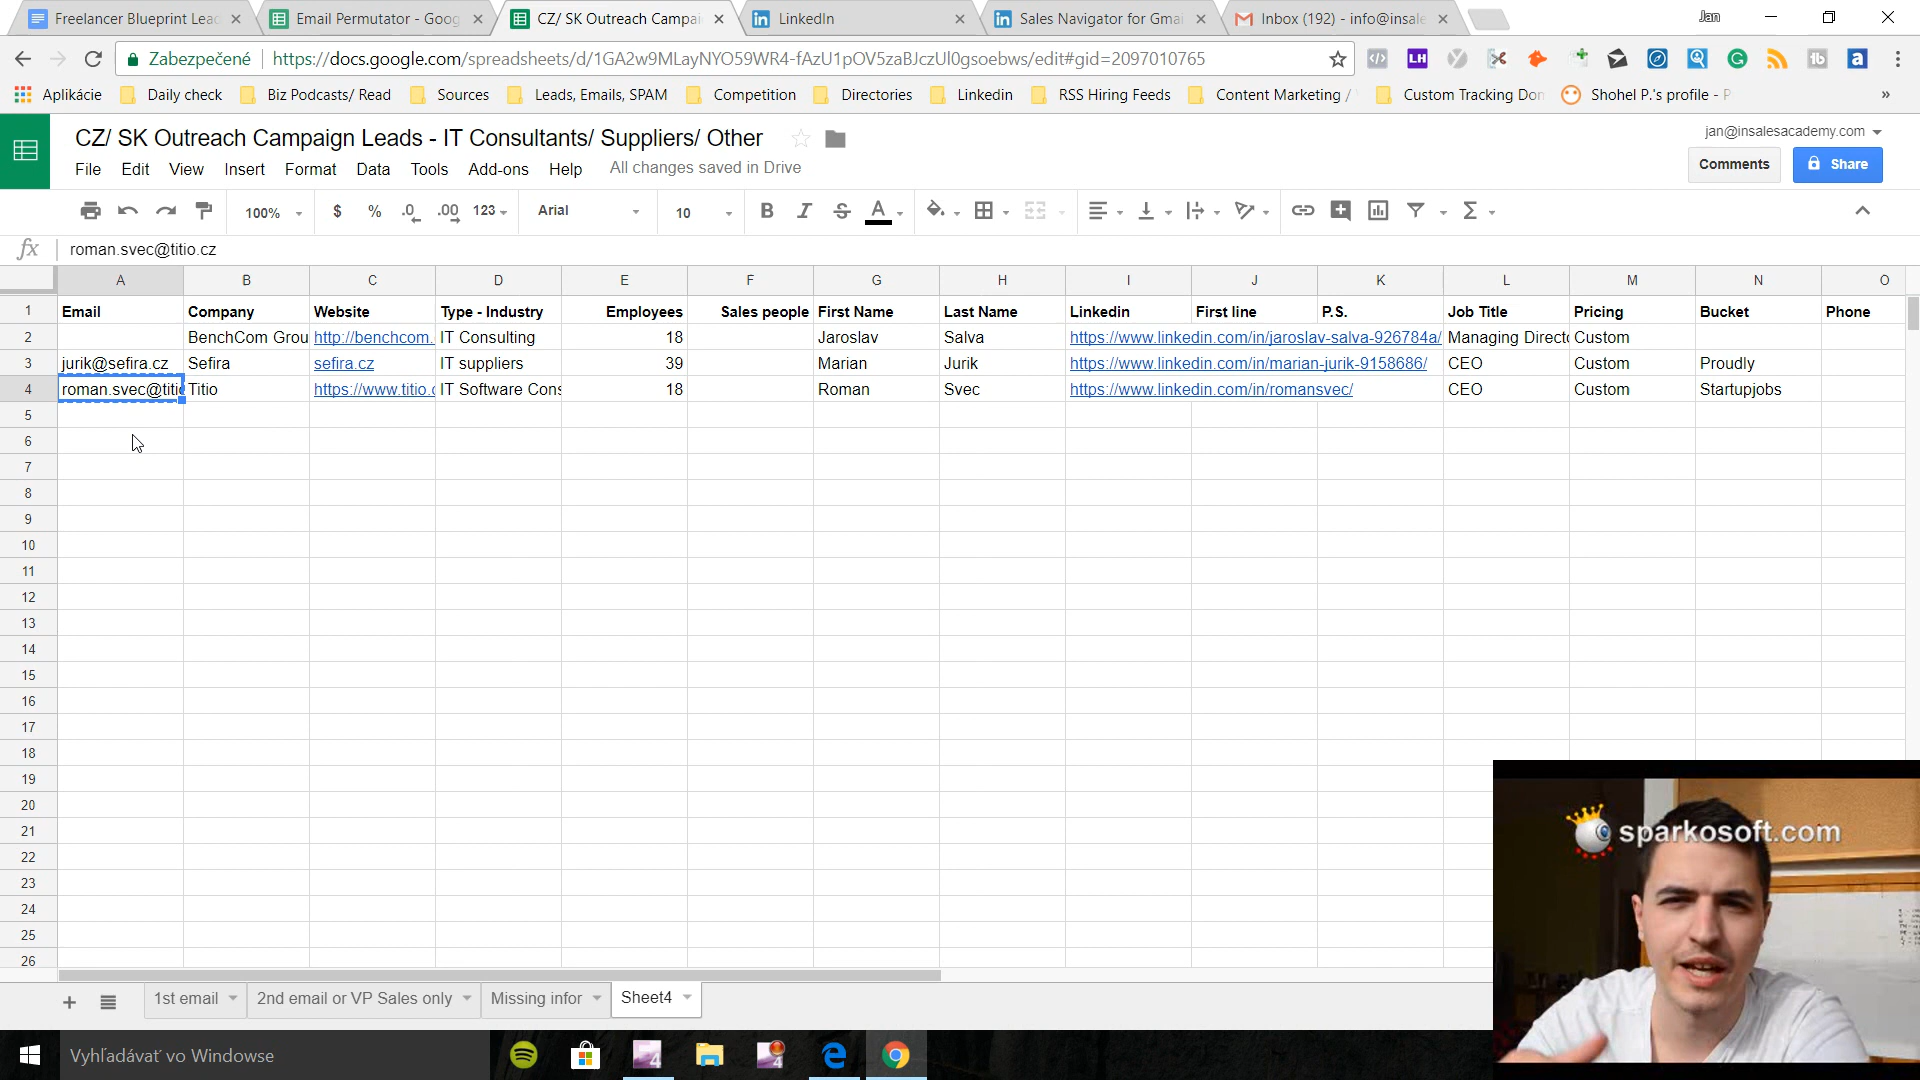 Freelancer Blueprint Lead
Email Permutator - Goog
CZ/ SK Outreach Campai
LinkedIn
Sales Navigator for Gmai
Inbox (192) - info@insale
Jan
Zabezpečené
https://docs.google.com/spreadsheets/d/1GA2w9MLayNYO59WR4-fAzU1pOV5zaBJczUl0gsoebws/edit#gid=2097010765
Aplikácie
Daily check
Biz Podcasts/ Read
Sources
Leads, Emails, SPAM
Competition
Directories
Linkedin
RSS Hiring Feeds
Content Marketing /
Custom Tracking Don
Shohel P.'s profile - P
»
CZ/ SK Outreach Campaign Leads - IT Consultants/ Suppliers/ Other
jan@insalesacademy.com
File Edit View Insert Format Data Tools Add-ons Help All changes saved in Drive
Comments
Share
100% $ % .0 .00 123 Arial 10 B I S A Σ
fx roman.svec@titio.cz
A B C D E F G H I J K L M N O
1 Email Company Website Type - Industry Employees Sales people First Name Last Name Linkedin First line P.S. Job Title Pricing Bucket Phone
2 BenchCom Grou http://benchcom. IT Consulting 18 Jaroslav Salva https://www.linkedin.com/in/jaroslav-salva-926784a/ Managing Directo Custom
3 jurik@sefira.cz Sefira sefira.cz IT suppliers 39 Marian Jurik https://www.linkedin.com/in/marian-jurik-9158686/ CEO Custom Proudly
4 roman.svec@titio Titio https://www.titio.c IT Software Cons 18 Roman Svec https://www.linkedin.com/in/romansvec/ CEO Custom Startupjobs
5
6
7
8
9
10
11
12
13
14
15
16
17
18
19
20
21
22
23
24
25
26
sparkosoft.com
1st email
2nd email or VP Sales only
Missing infor
Sheet4
Vyhľadávať vo Windowse